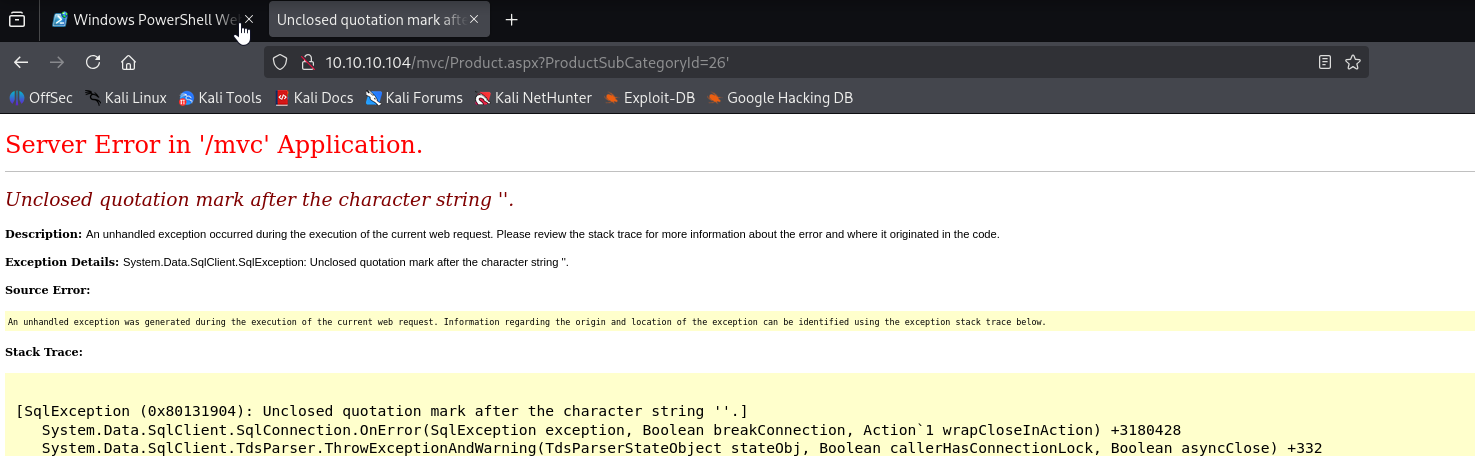 Windows PowerShell We
Unclosed quotation mark afte
10.10.10.104/mvc/Product.aspx?ProductSubCategoryId=26'
OffSec Kali Linux Kali Tools Kali Docs Kali Forums Kali NetHunter Exploit-DB Google Hacking DB
Server Error in '/mvc' Application.
Unclosed quotation mark after the character string ''.
Description: An unhandled exception occurred during the execution of the current web request. Please review the stack trace for more information about the error and where it originated in the code.
Exception Details: System.Data.SqlClient.SqlException: Unclosed quotation mark after the character string ''.
Source Error:
An unhandled exception was generated during the execution of the current web request. Information regarding the origin and location of the exception can be identified using the exception stack trace below.
Stack Trace:
[SqlException (0x80131904): Unclosed quotation mark after the character string ''.]
System.Data.SqlClient.SqlConnection.OnError(SqlException exception, Boolean breakConnection, Action`1 wrapCloseInAction) +3180428
System.Data.SqlClient.TdsParser.ThrowExceptionAndWarning(TdsParserStateObject stateObj, Boolean callerHasConnectionLock, Boolean asyncClose) +332